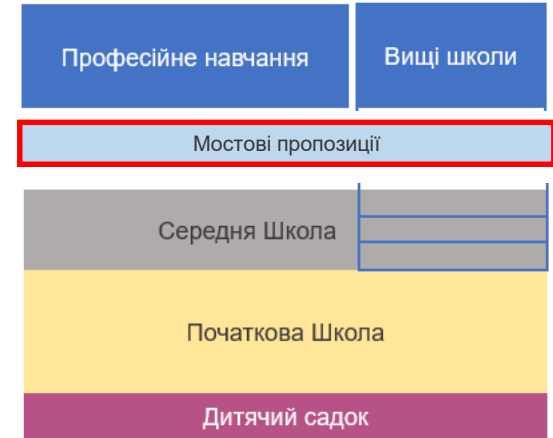 Професійне навчання
Вищі школи
Мостові пропозиції
Середня Школа
Початкова Школа
Дитячий садок